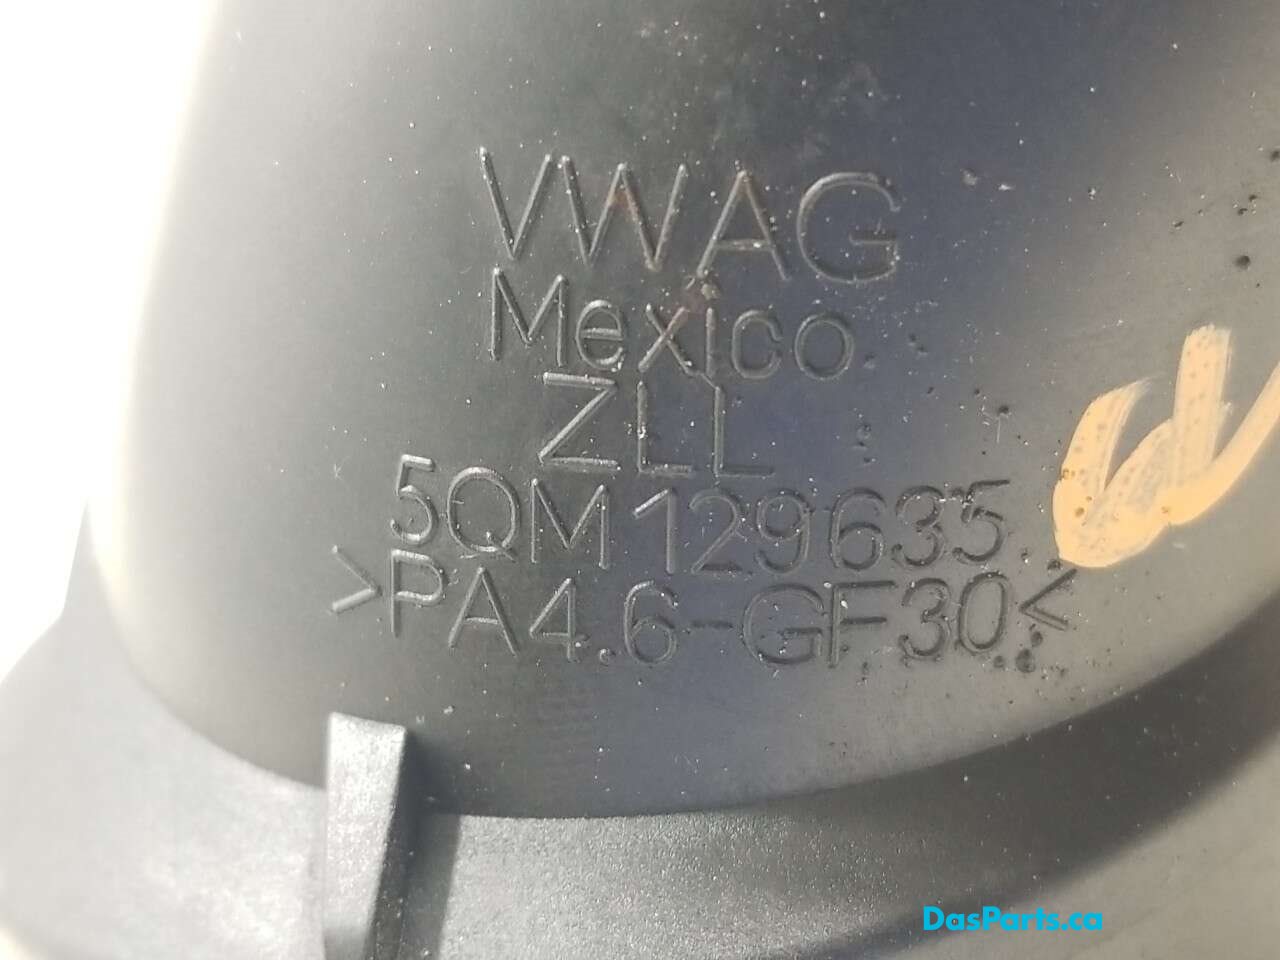 VWAG
Mexico
ZLL
5QM129635
>PA4.6-GF30<
DasParts.ca